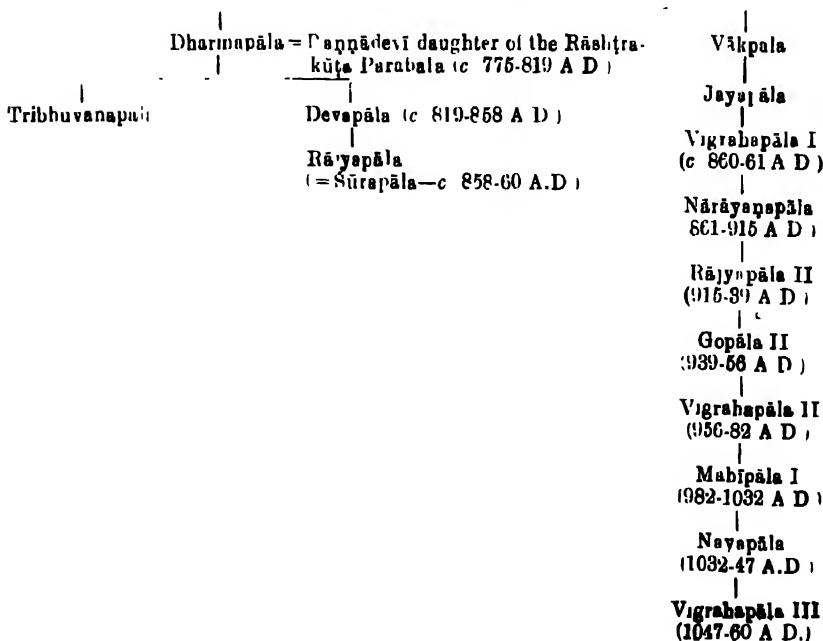 Dharmapāla = Paṇṇādevī daughter of the Rāshṭra-
kūṭa Parabala (c 775-819 A D)
Vākpala
Jayapāla
Tribhuvanapāla
Devapāla (c 819-858 A D)
Vigrahapāla I
(c 860-61 A D)
Rājyapāla
(= Sūrapāla—c 858-60 A.D)
Nārāyaṇapāla
861-915 A D)
Rājyapāla II
(915-39 A D)
Gopāla II
(939-56 A D)
Vigrahapāla II
(956-82 A D)
Mahīpāla I
(982-1032 A D)
Nayapāla
(1032-47 A.D)
Vigrahapāla III
(1047-60 A D.)